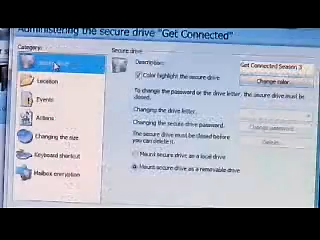 Administering the secure drive "Get Connected"
Category:
Location
Events
Actions
Changing the size
Keyboard shortcut
Mailbox encryption
Secure drive
Description:
Get Connected Season 3
Color highlight the secure drive
Change color...
To change the password or the drive letter, the secure drive must be
closed.
Changing the drive letter.
Changing the secure drive password.
Change password...
The secure drive must be closed before
you can delete it.
Mount secure drive as a local drive
Mount secure drive as a removable drive